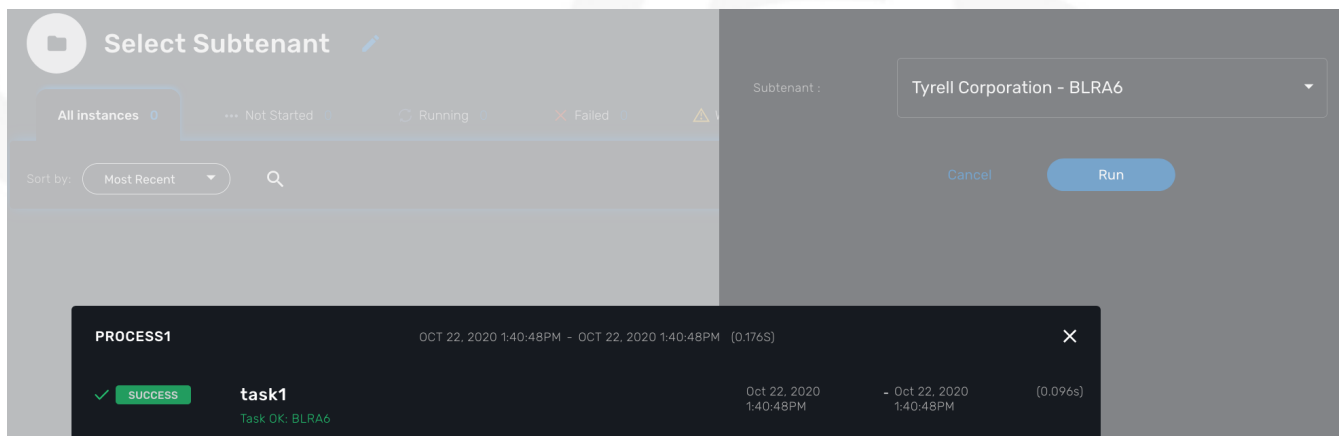 Select Subtenant
All instances 0
Not Started
Running
Failed
Sort by:
Most Recent
Subtenant :
Tyrell Corporation - BLRA6
Cancel
Run
PROCESS1
OCT 22, 2020 1:40:48PM - OCT 22, 2020 1:40:48PM (0.176S)
SUCCESS
task1
Oct 22, 2020 - Oct 22, 2020 (0.096s)
1:40:48PM 1:40:48PM
Task OK: BLRA6